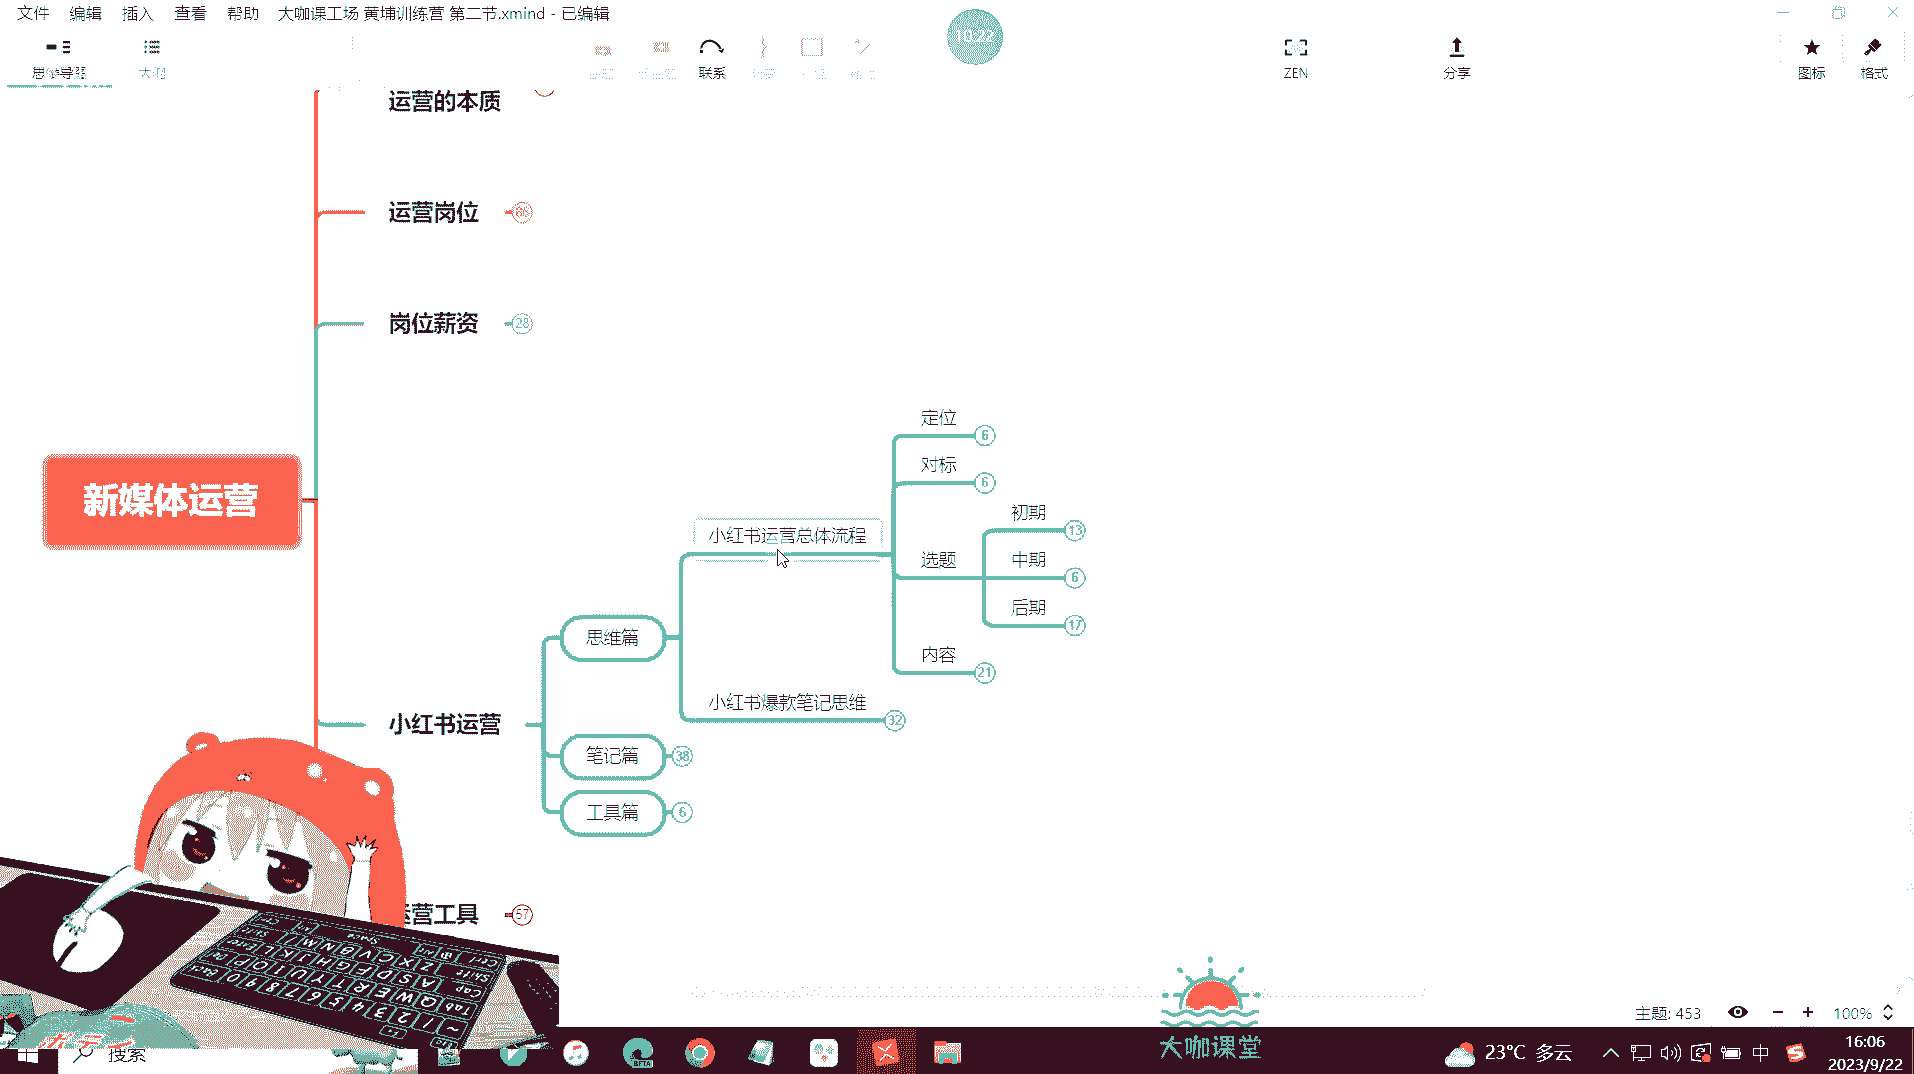 文件 编辑 插入 查看 帮助 大咖课工场 黄埔训练营 第二节.xmind - 已编辑
思维导图 大纲 联系 ZEN 分享 图标 格式
运营的本质
运营岗位
岗位薪资 28
新媒体运营
定位 6
对标 6
初期 13
小红书运营总体流程
选题
中期 6
后期 17
思维篇
内容 21
小红书爆款笔记思维 32
小红书运营
笔记篇 38
工具篇 6
运营工具 57
主题: 453 100%
大咖课堂
搜索
23°C 多云
中
16:06
2023/9/22